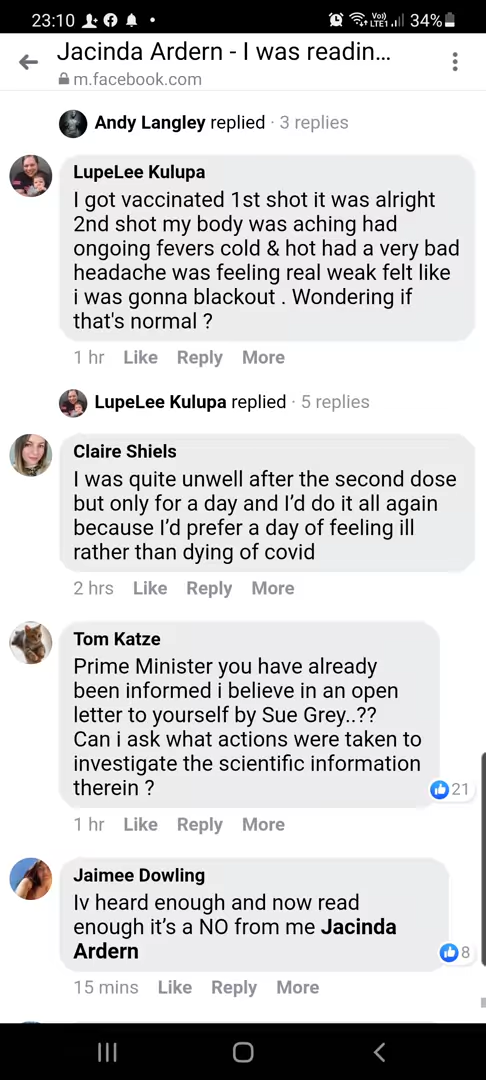 23:10
Vo)) LTE1 34%
Jacinda Ardern - I was readin...
m.facebook.com
Andy Langley replied · 3 replies
LupeLee Kulupa
I got vaccinated 1st shot it was alright
2nd shot my body was aching had
ongoing fevers cold & hot had a very bad
headache was feeling real weak felt like
i was gonna blackout . Wondering if
that's normal ?
1 hr Like Reply More
LupeLee Kulupa replied · 5 replies
Claire Shiels
I was quite unwell after the second dose
but only for a day and I'd do it all again
because I'd prefer a day of feeling ill
rather than dying of covid
2 hrs Like Reply More
Tom Katze
Prime Minister you have already
been informed i believe in an open
letter to yourself by Sue Grey..??
Can i ask what actions were taken to
investigate the scientific information
therein ?
21
1 hr Like Reply More
Jaimee Dowling
Iv heard enough and now read
enough it's a NO from me Jacinda
Ardern
8
15 mins Like Reply More